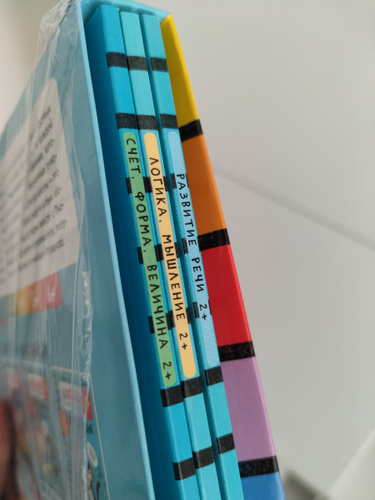 СЧЕТ, ФОРМА, ВЕЛИЧИНА 2+
ЛОГИКА, МЫШЛЕНИЕ 2+
РАЗВИТИЕ РЕЧИ 2+